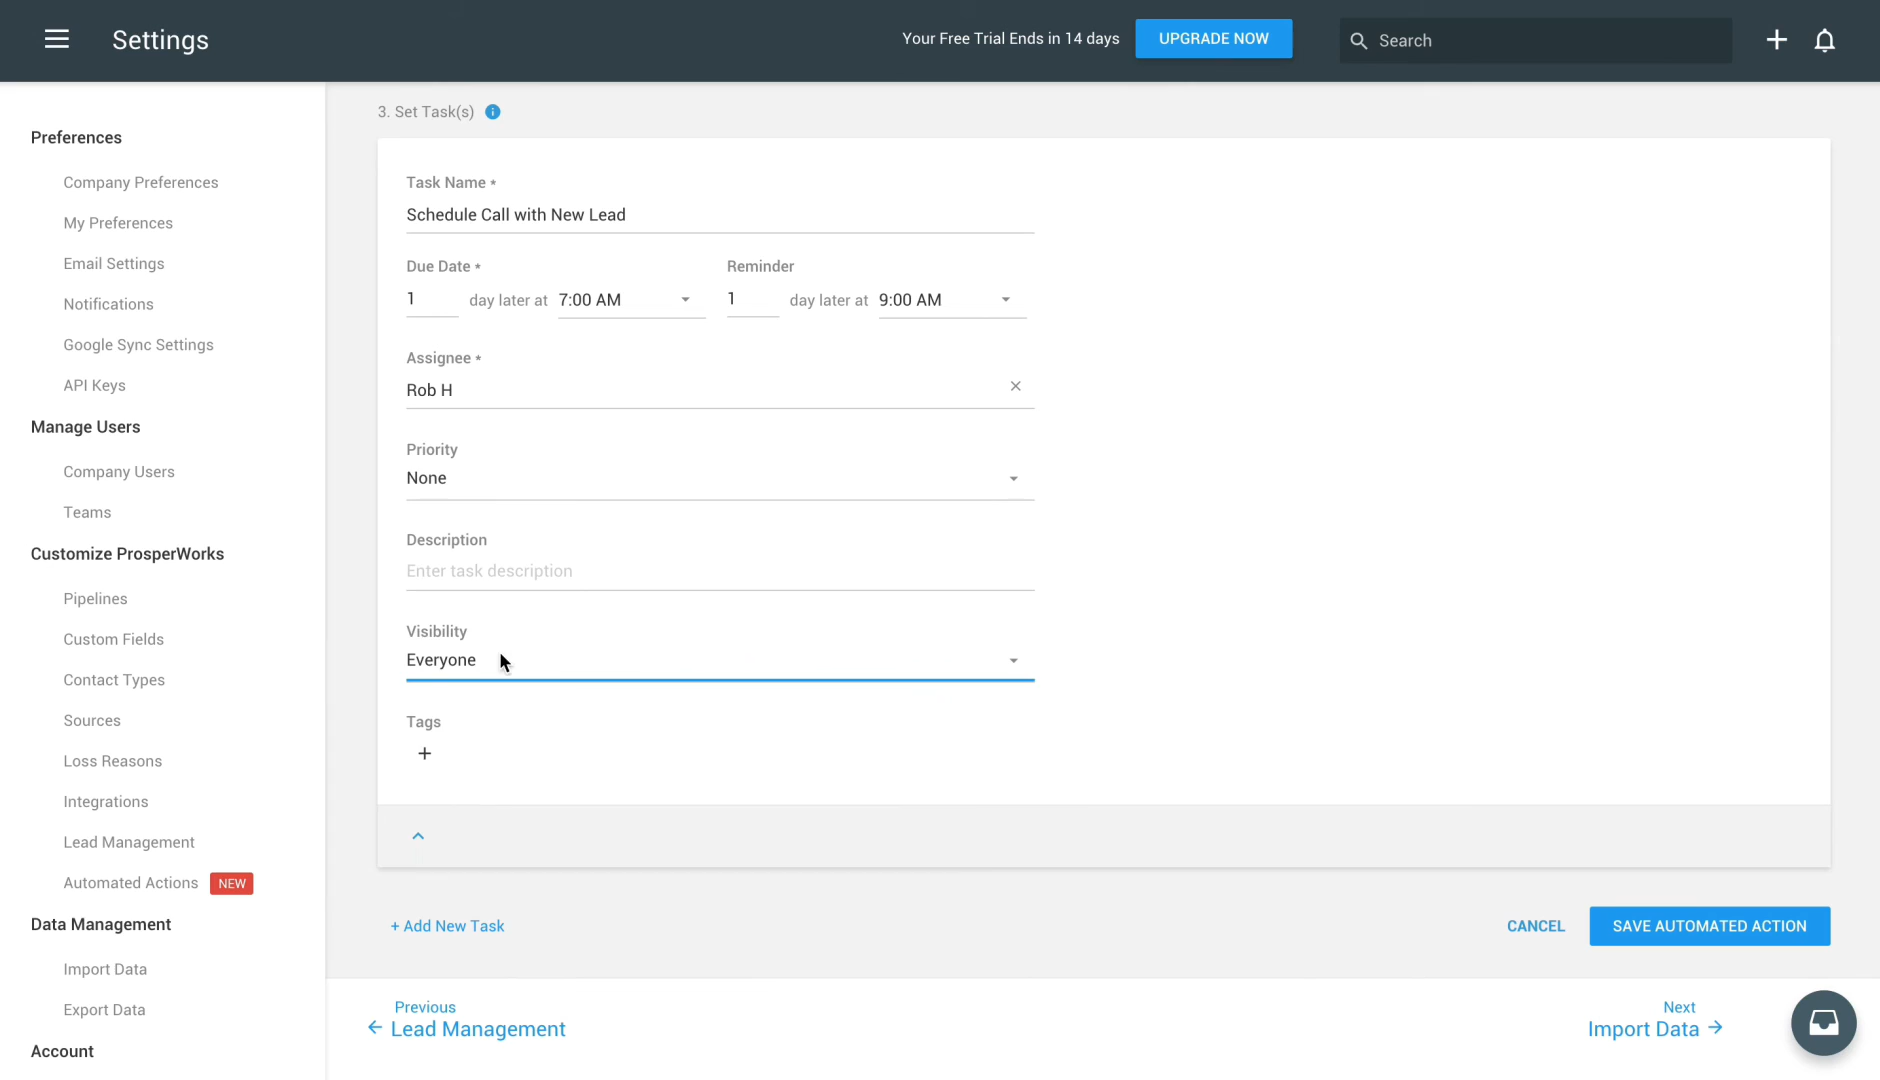 Settings
Your Free Trial Ends in 14 days
UPGRADE NOW
Search
Preferences
Company Preferences
My Preferences
Email Settings
Notifications
Google Sync Settings
API Keys
Manage Users
Company Users
Teams
Customize ProsperWorks
Pipelines
Custom Fields
Contact Types
Sources
Loss Reasons
Integrations
Lead Management
Automated Actions NEW
Data Management
Import Data
Export Data
Account
3. Set Task(s) i
Task Name *
Schedule Call with New Lead
Due Date * Reminder
1 day later at 7:00 AM 1 day later at 9:00 AM
Assignee *
Rob H
Priority
None
Description
Enter task description
Visibility
Everyone
Tags
+
+ Add New Task
CANCEL
SAVE AUTOMATED ACTION
Previous
Lead Management
Next
Import Data